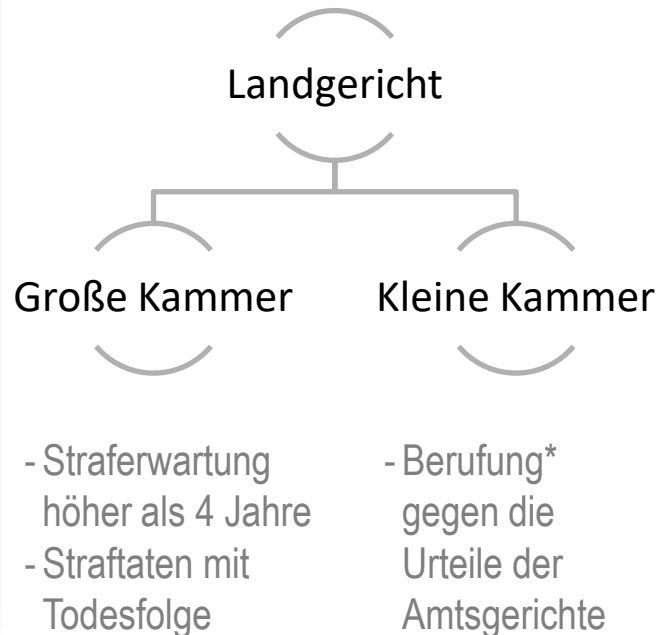 Landgericht
Große Kammer
Kleine Kammer
- Straferwartung
höher als 4 Jahre
- Straftaten mit
Todesfolge
- Berufung*
gegen die
Urteile der
Amtsgerichte